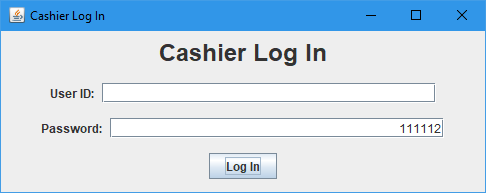 Cashier Log In
Cashier Log In
User ID:
Password: 111112
Log In